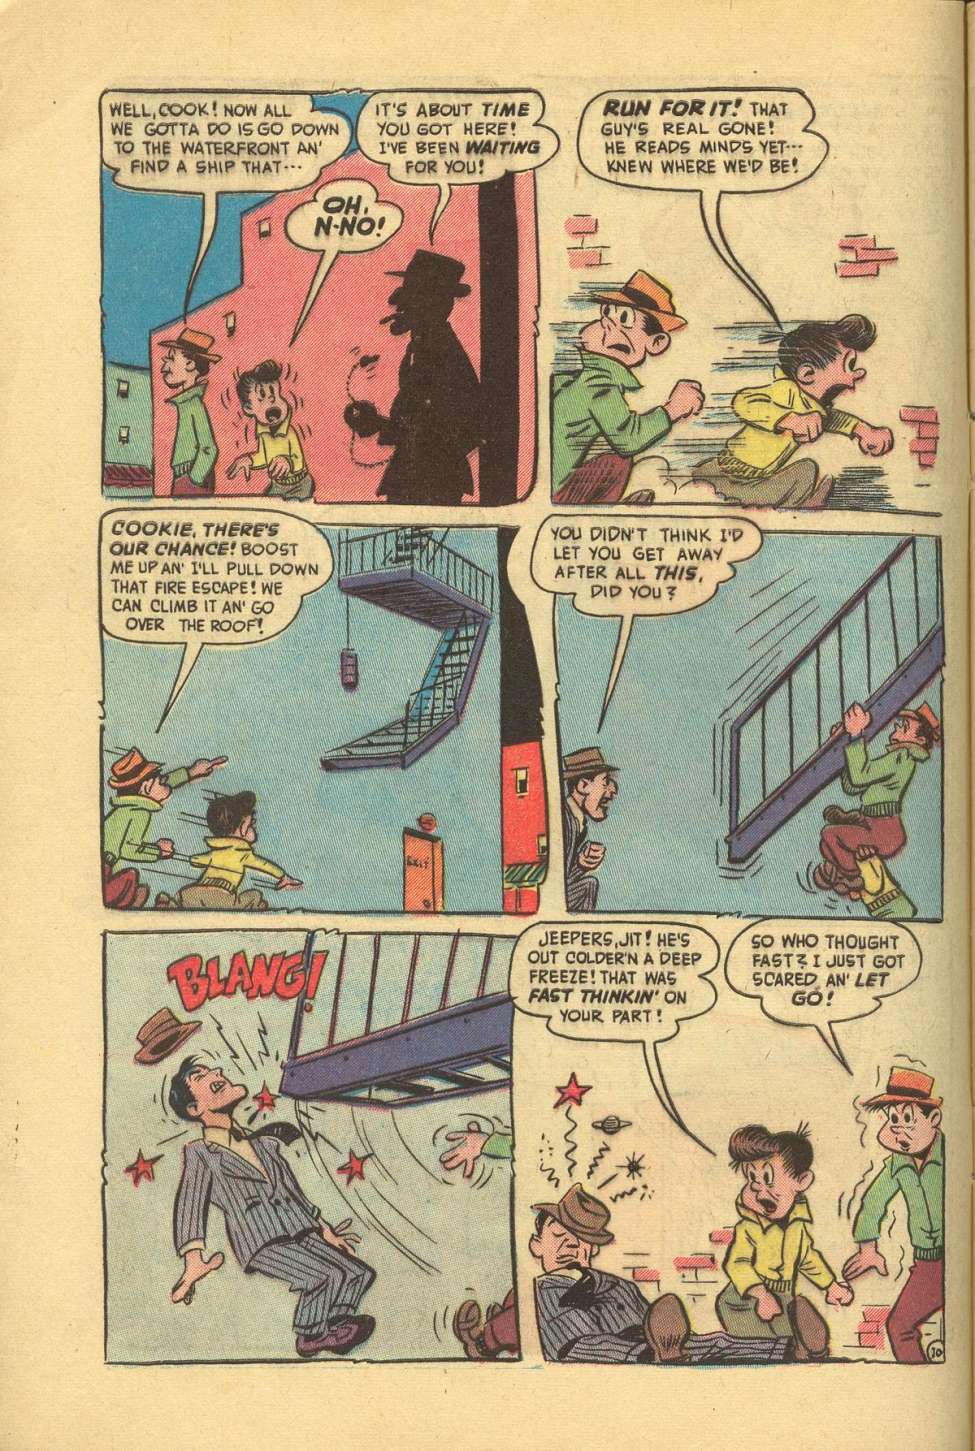 WELL, COOK! NOW ALL
WE GOTTA DO IS GO DOWN
TO THE WATERFRONT AN'
FIND A SHIP THAT---
OH,
N-NO!
IT'S ABOUT TIME
YOU GOT HERE!
I'VE BEEN WAITING
FOR YOU!
RUN FOR IT! THAT
GUY'S REAL GONE!
HE READS MINDS YET---
KNEW WHERE WE'D BE!
COOKIE, THERE'S
OUR CHANCE! BOOST
ME UP AN' I'LL PULL DOWN
THAT FIRE ESCAPE! WE
CAN CLIMB IT AN' GO
OVER THE ROOF!
EXIT
YOU DIDN'T THINK I'D
LET YOU GET AWAY
AFTER ALL THIS,
DID YOU?
BLANG!
JEEPERS, JIT! HE'S
OUT COLDER'N A DEEP
FREEZE! THAT WAS
FAST THINKIN' ON
YOUR PART!
SO WHO THOUGHT
FAST? I JUST GOT
SCARED, AN' LET
GO!
10